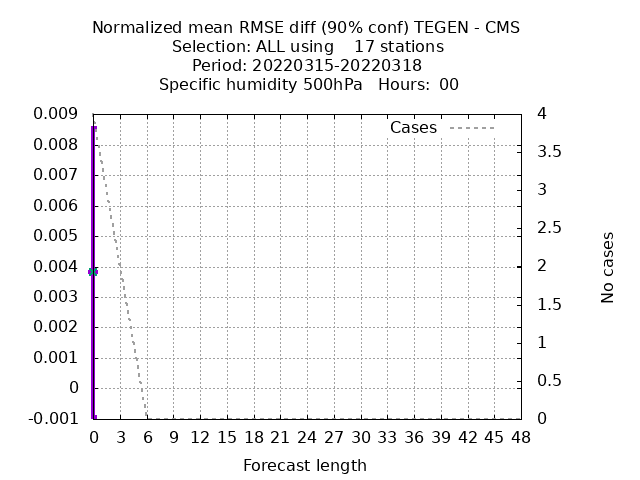 Normalized mean RMSE diff (90% conf) TEGEN - CMS
Selection: ALL using    17 stations
Period: 20220315-20220318
Specific humidity 500hPa   Hours:  00
Cases
0.009
0.008
0.007
0.006
0.005
0.004
0.003
0.002
0.001
0
-0.001
4
3.5
3
2.5
2
1.5
1
0.5
0
No cases
0 3 6 9 12 15 18 21 24 27 30 33 36 39 42 45 48
Forecast length